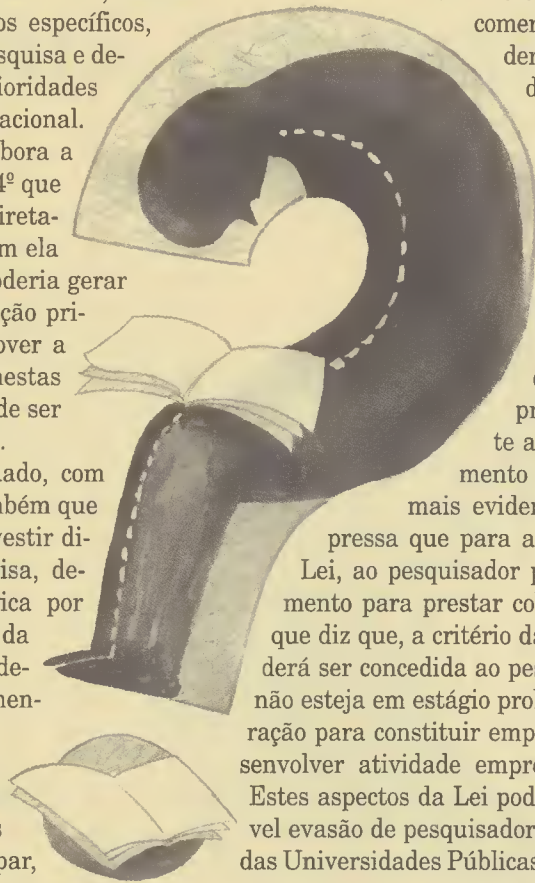 os específicos,
squisa e de-
ioridades
acional.
bora a
4º que
ireta-
m ela
oderia gerar
ção pri-
over a
nestas
de ser
.
ado, com
mbém que
vestir di-
isa, de-
ica por
da
de-
men-
s
par,
comer
der
d
pr
te a
mento
mais eviden
pressa que para a
Lei, ao pesquisador p
mento para prestar co
que diz que, a critério da
derá ser concedida ao pes
não esteja em estágio prob
ração para constituir emp
senvolver atividade empre
Estes aspectos da Lei pod
vel evasão de pesquisador
das Universidades Públicas